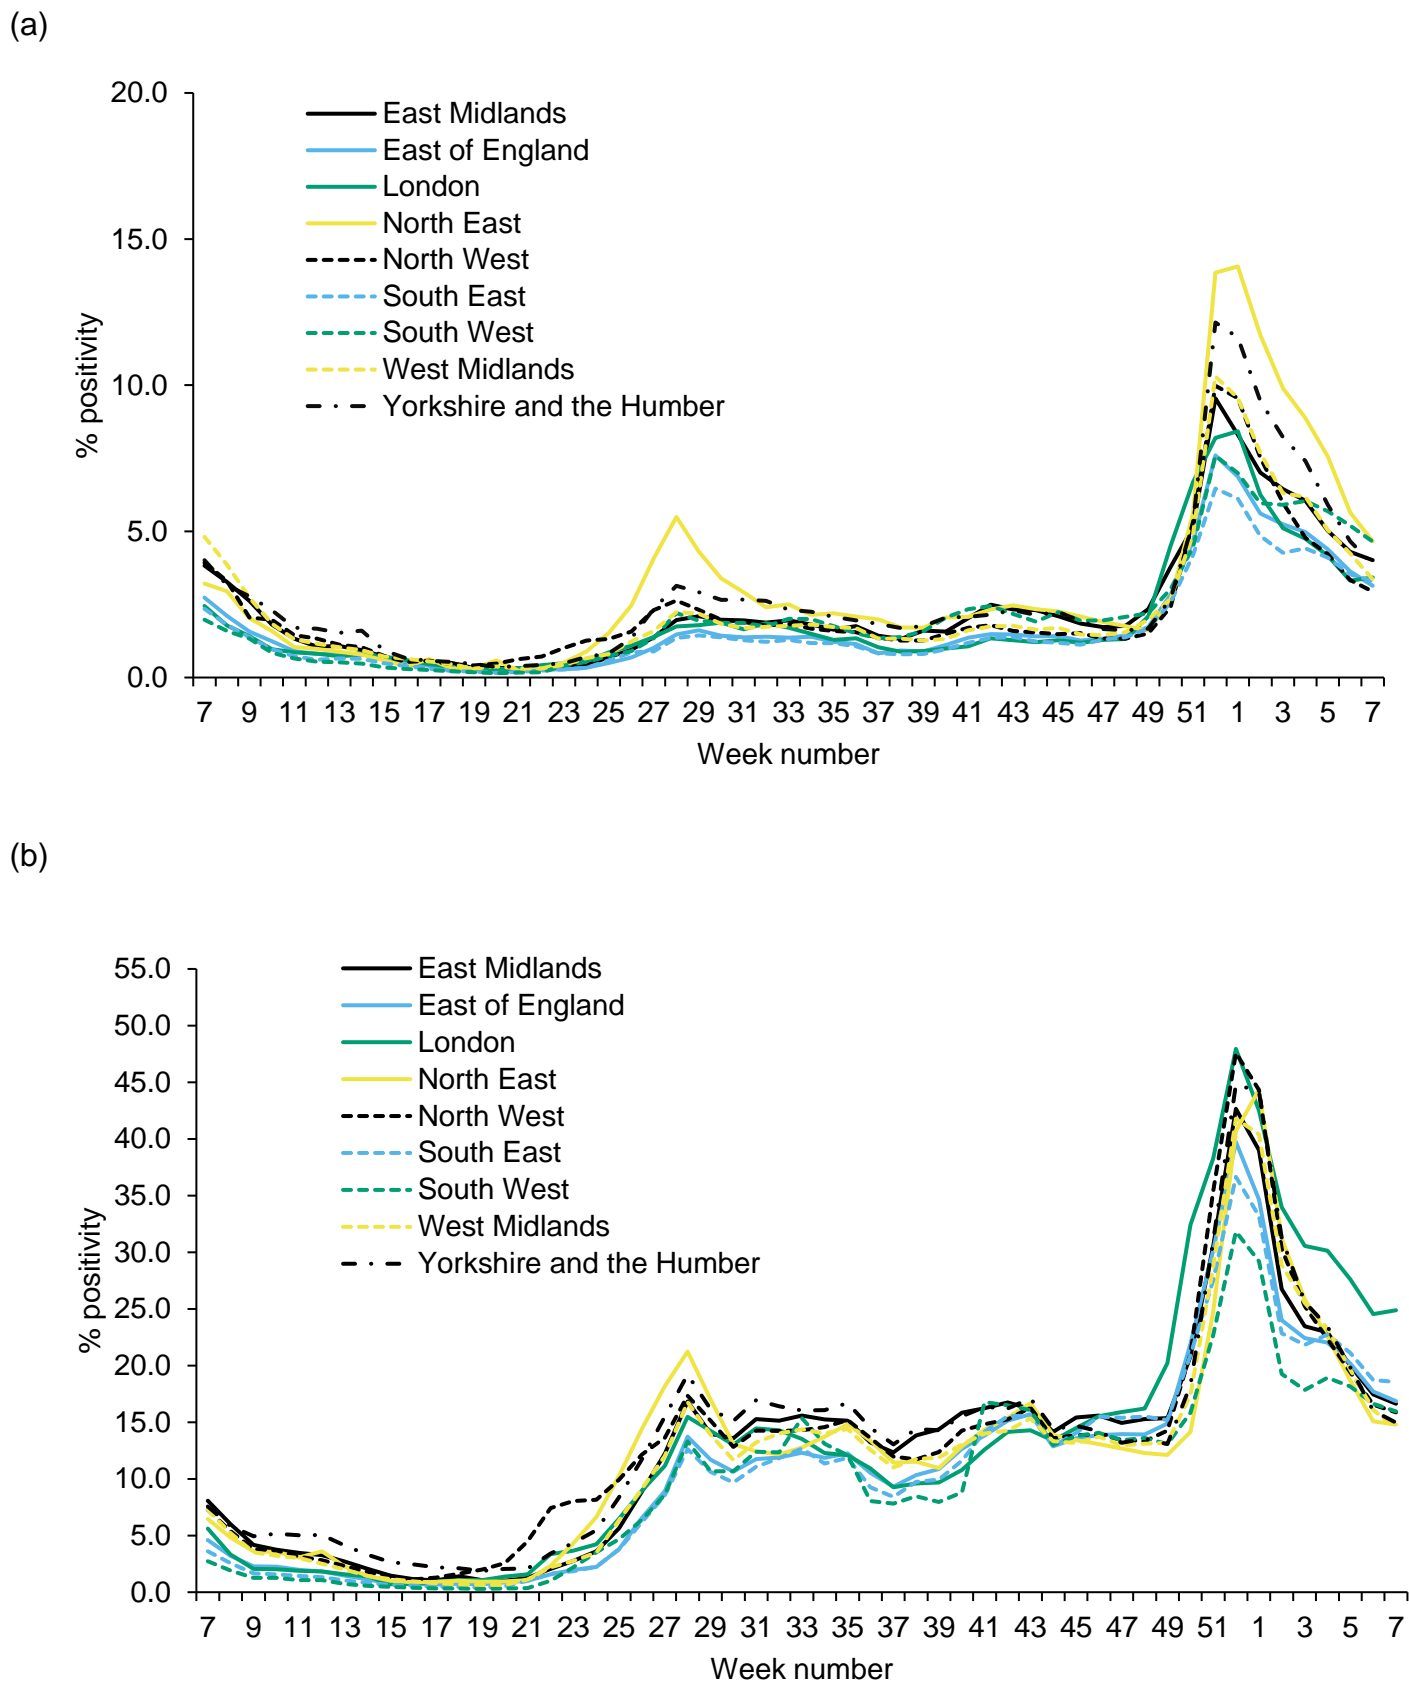 (a)
20.0
15.0
10.0
5.0
0.0
% positivity
East Midlands
East of England
London
North East
North West
South East
South West
West Midlands
Yorkshire and the Humber
7 9 11 13 15 17 19 21 23 25 27 29 31 33 35 37 39 41 43 45 47 49 51 1 3 5 7
Week number
(b)
55.0
50.0
45.0
40.0
35.0
30.0
25.0
20.0
15.0
10.0
5.0
0.0
% positivity
East Midlands
East of England
London
North East
North West
South East
South West
West Midlands
Yorkshire and the Humber
7 9 11 13 15 17 19 21 23 25 27 29 31 33 35 37 39 41 43 45 47 49 51 1 3 5 7
Week number